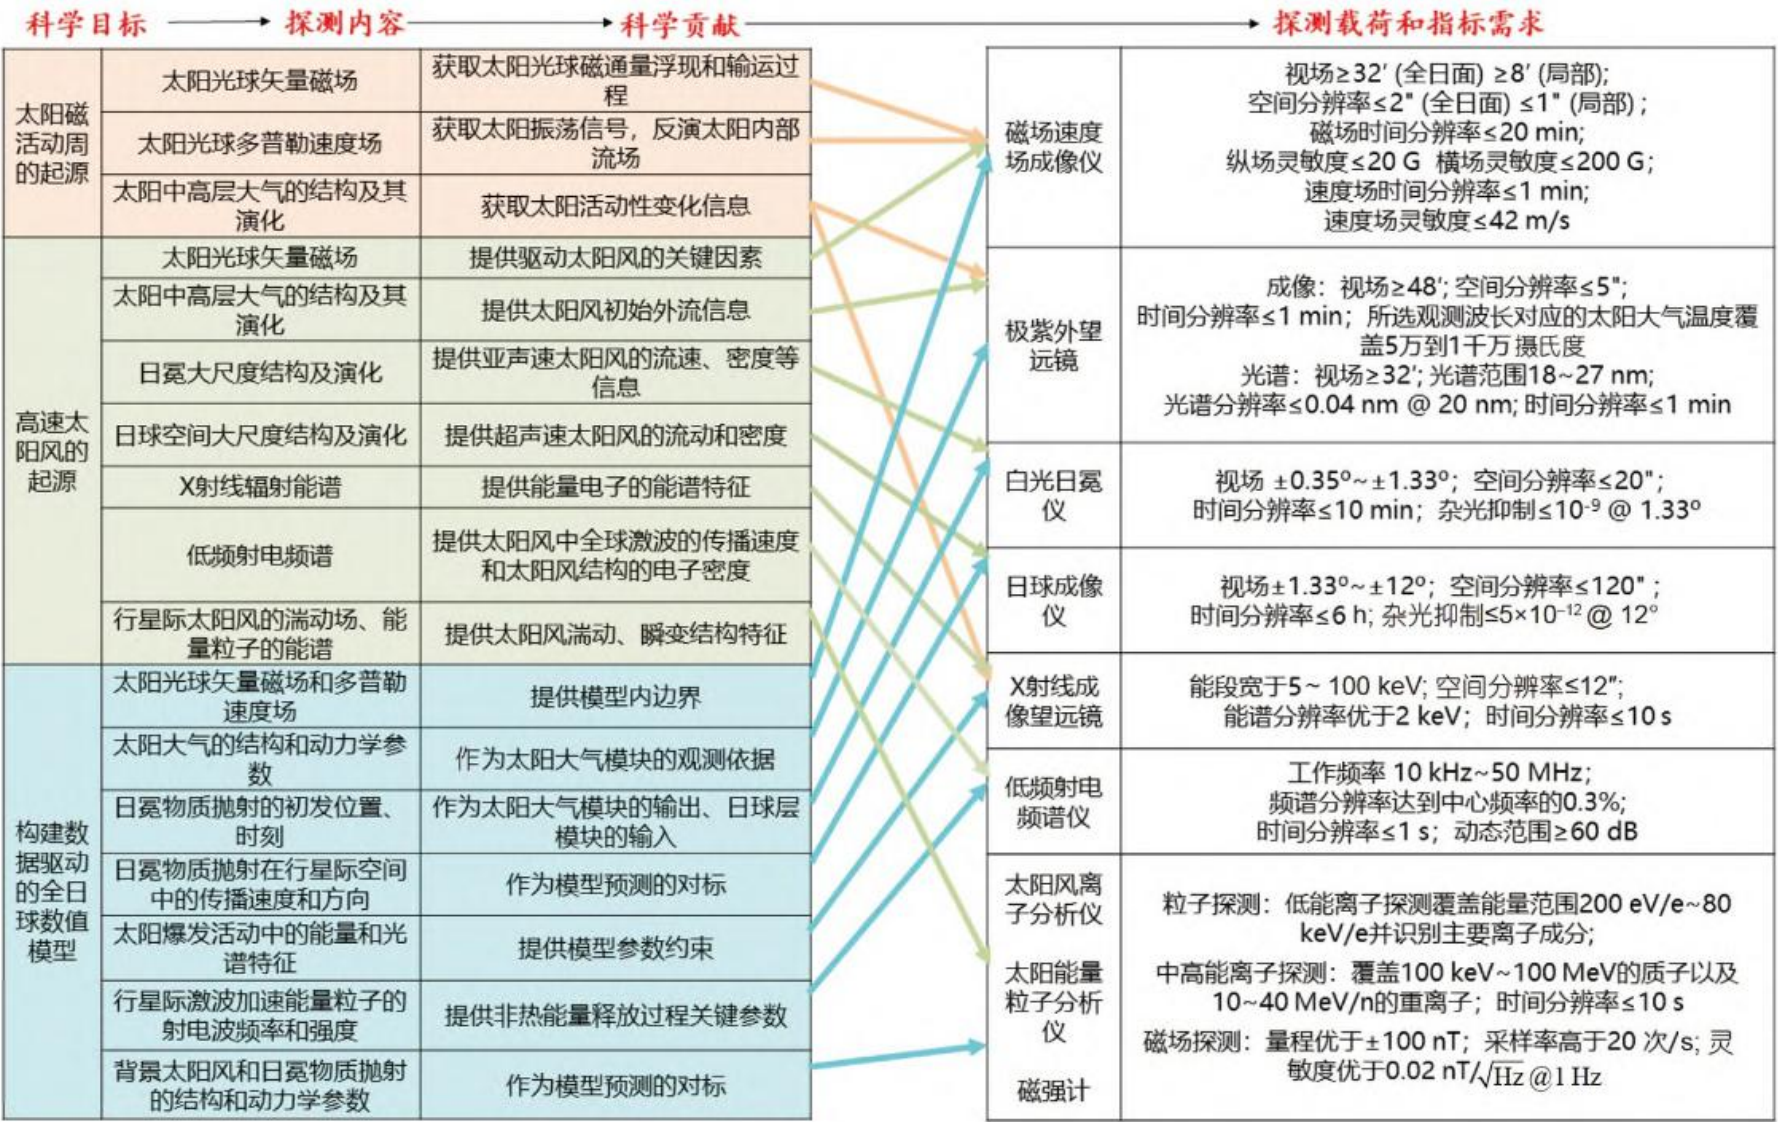 科学目标
探测内容
科学贡献
探测载荷和指标需求
太阳磁
活动周
的起源
太阳光球矢量磁场
获取太阳光球磁通量浮现和输运过
程
太阳光球多普勒速度场
获取太阳振荡信号，反演太阳内部
流场
太阳中高层大气的结构及其
演化
获取太阳活动性变化信息
高速太
阳风的
起源
太阳光球矢量磁场
提供驱动太阳风的关键因素
太阳中高层大气的结构及其
演化
提供太阳风初始外流信息
日冕大尺度结构及演化
提供亚声速太阳风的流速、密度等
信息
日球空间大尺度结构及演化
提供超声速太阳风的流动和密度
X射线辐射能谱
提供能量电子的能谱特征
低频射电频谱
提供太阳风中全球激波的传播速度
和太阳风结构的电子密度
行星际太阳风的湍动场、能
量粒子的能谱
提供太阳风湍动、瞬变结构特征
构建数
据驱动
的全日
球数值
模型
太阳光球矢量磁场和多普勒
速度场
提供模型内边界
太阳大气的结构和动力学参
数
作为太阳大气模块的观测依据
日冕物质抛射的初发位置、
时刻
作为太阳大气模块的输出、日球层
模块的输入
日冕物质抛射在行星际空间
中的传播速度和方向
作为模型预测的对标
太阳爆发活动中的能量和光
谱特征
提供模型参数约束
行星际激波加速能量粒子的
射电波频率和强度
提供非热能量释放过程关键参数
背景太阳风和日冕物质抛射
的结构和动力学参数
作为模型预测的对标
磁场速度
场成像仪
视场≥32′ (全日面) ≥8′ (局部);
空间分辨率≤2" (全日面) ≤1" (局部)；
磁场时间分辨率≤20 min;
纵场灵敏度≤20 G 横场灵敏度≤200 G；
速度场时间分辨率≤1 min;
速度场灵敏度≤42 m/s
极紫外望
远镜
成像：视场≥48′; 空间分辨率≤5";
时间分辨率≤1 min；所选观测波长对应的太阳大气温度覆
盖5万到1千万摄氏度
光谱：视场≥32′; 光谱范围18~27 nm;
光谱分辨率≤0.04 nm @ 20 nm; 时间分辨率≤1 min
白光日冕
仪
视场 ±0.35º~±1.33º；空间分辨率≤20"；
时间分辨率≤10 min；杂光抑制≤10⁻⁹ @ 1.33º
日球成像
仪
视场±1.33º~±12º；空间分辨率≤120"；
时间分辨率≤6 h; 杂光抑制≤5×10⁻¹² @ 12°
X射线成
像望远镜
能段宽于5~ 100 keV; 空间分辨率≤12″;
能谱分辨率优于2 keV；时间分辨率≤10 s
低频射电
频谱仪
工作频率 10 kHz~50 MHz；
频谱分辨率达到中心频率的0.3%;
时间分辨率≤1 s；动态范围≥60 dB
太阳风离
子分析仪
太阳能量
粒子分析
仪
磁强计
粒子探测：低能离子探测覆盖能量范围200 eV/e~80
keV/e并识别主要离子成分;
中高能离子探测：覆盖100 keV~100 MeV的质子以及
10~40 MeV/n的重离子；时间分辨率≤10 s
磁场探测：量程优于±100 nT；采样率高于20 次/s; 灵
敏度优于0.02 nT/√Hz @1 Hz